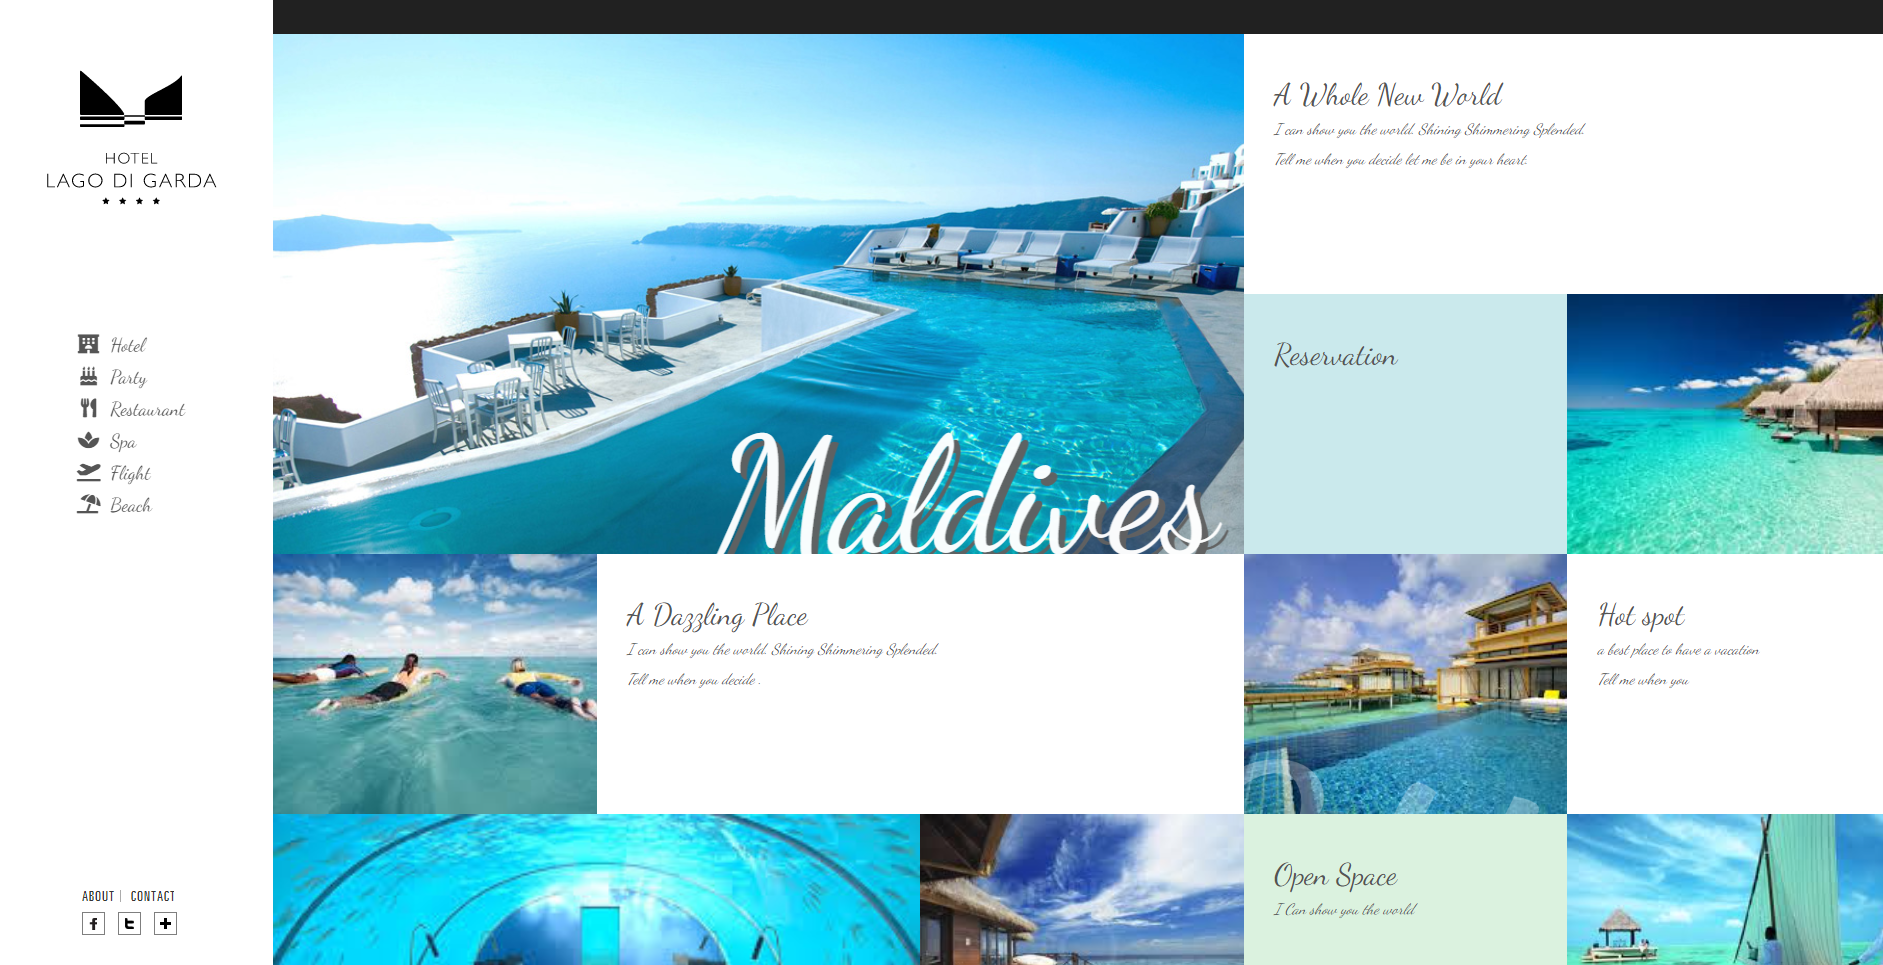 HOTEL
LAGO DI GARDA
Hotel
Party
Restaurant
Spa
Flight
Beach
ABOUT | CONTACT
Maldives
A Whole New World
I can show you the world. Shining Shimmering Splended.
Tell me when you decide let me be in your heart.
Reservation
A Dazzling Place
I can show you the world. Shining Shimmering Splended.
Tell me when you decide .
Hot spot
a best place to have a vacation
Tell me when you
Open Space
I Can show you the world